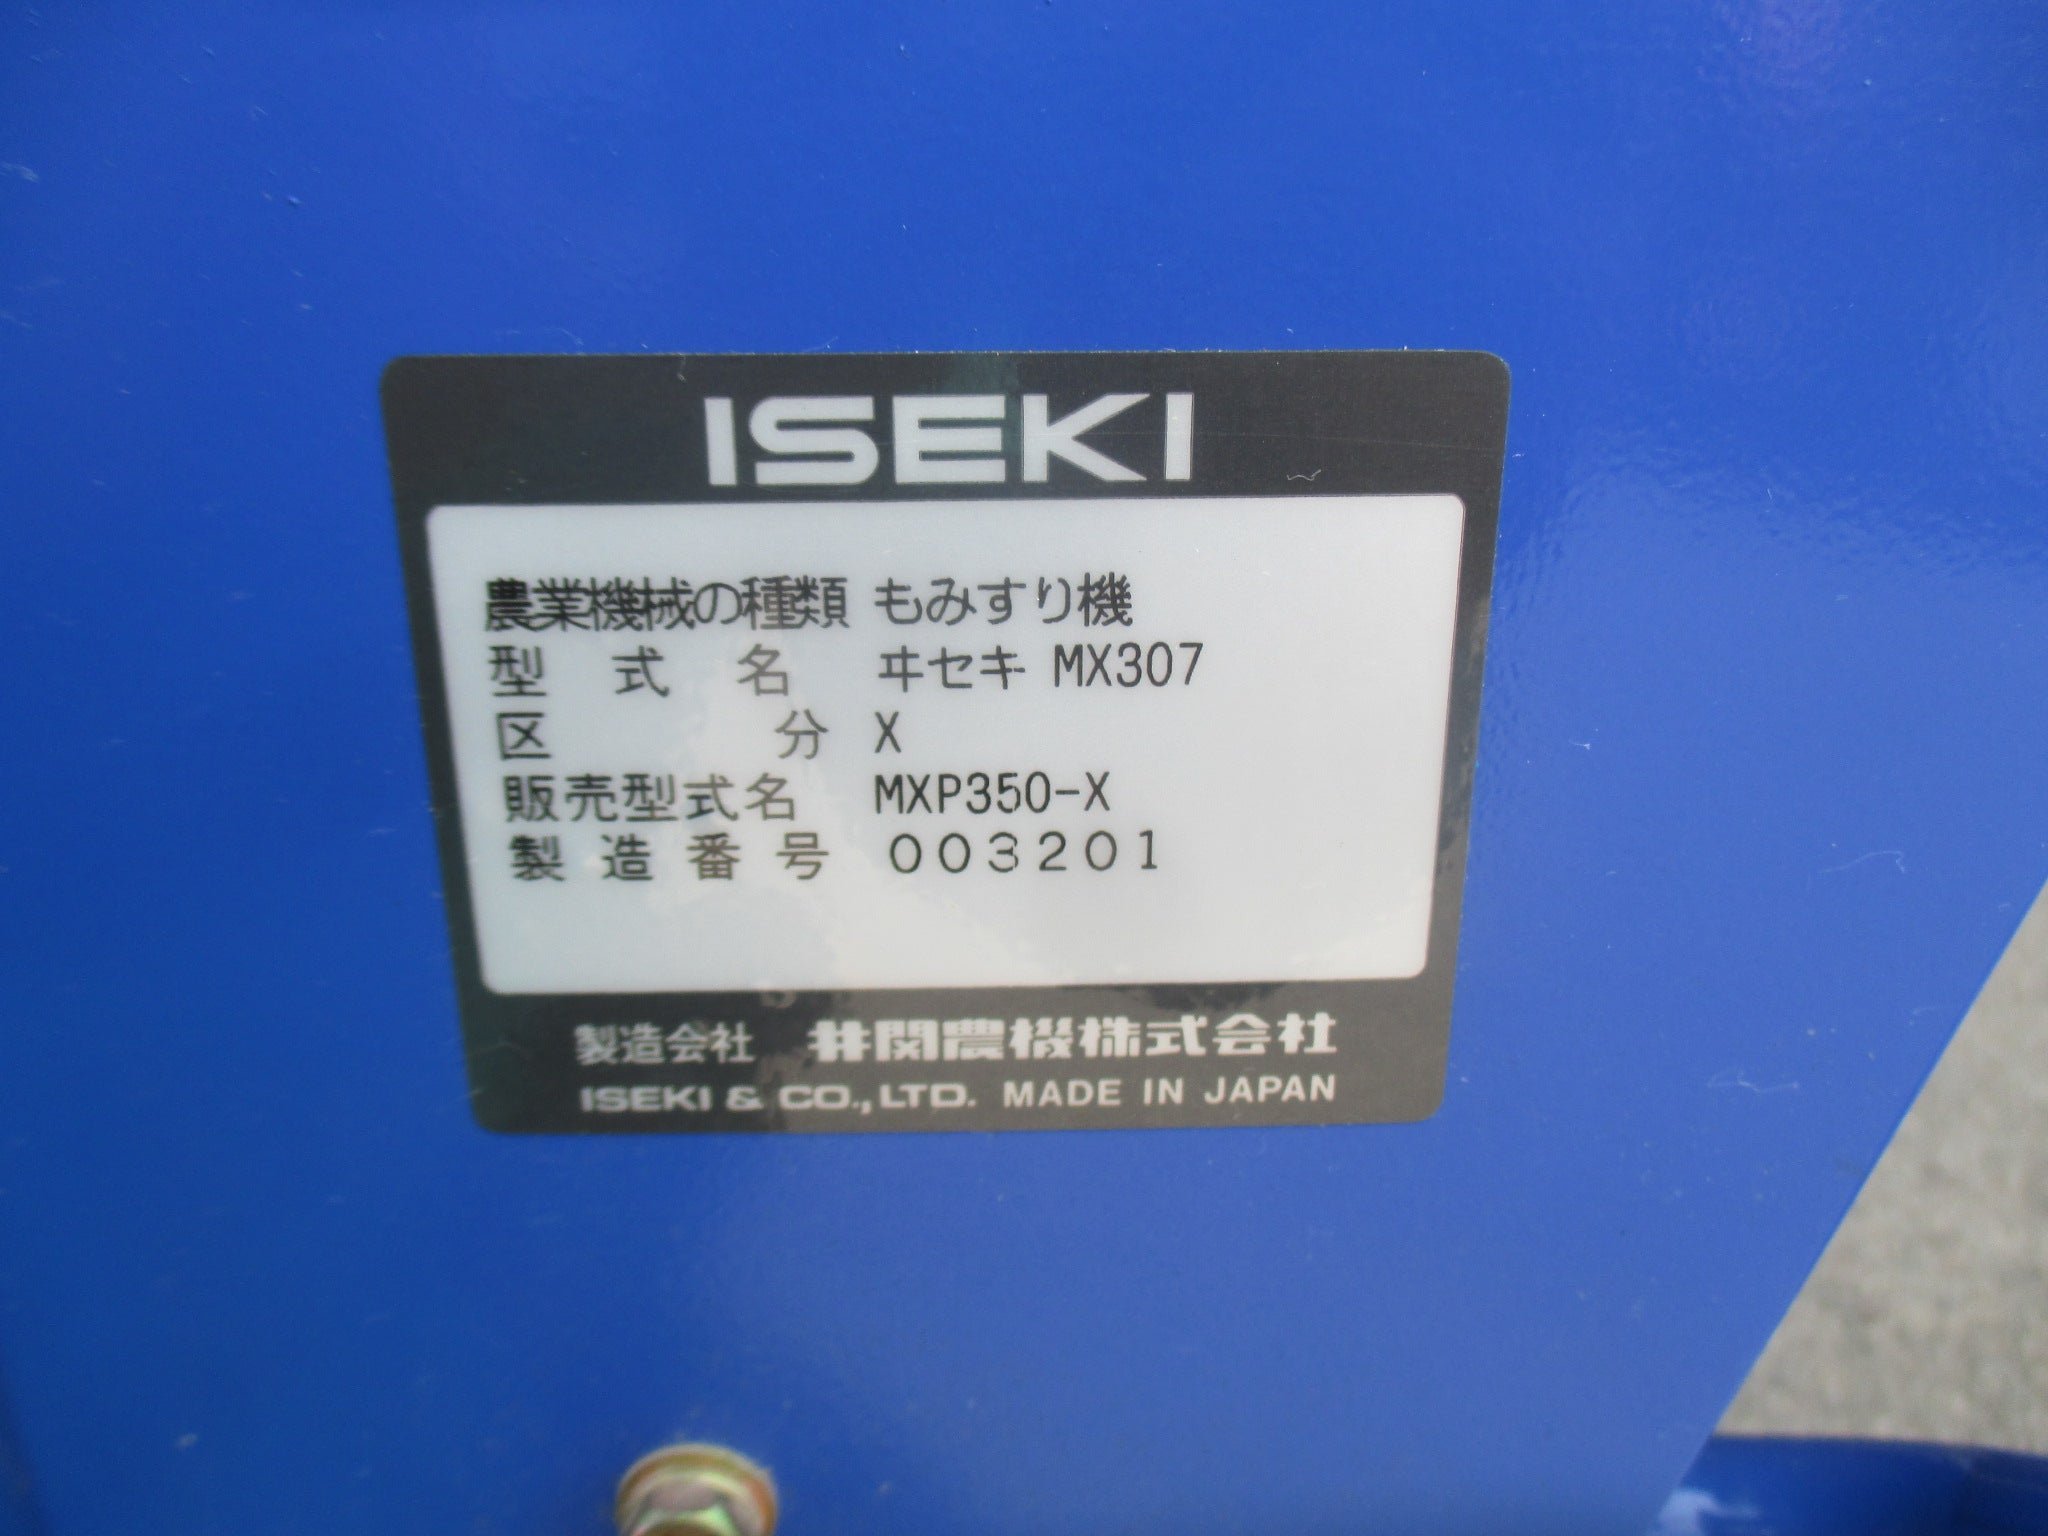 ISEKI
農業機械の種類 もみすり機
型式名 ヰセキ MX307
区分 X
販売型式名 MXP350-X
製造番号 003201
製造会社 井関農機株式会社
ISEKI & CO.,LTD. MADE IN JAPAN